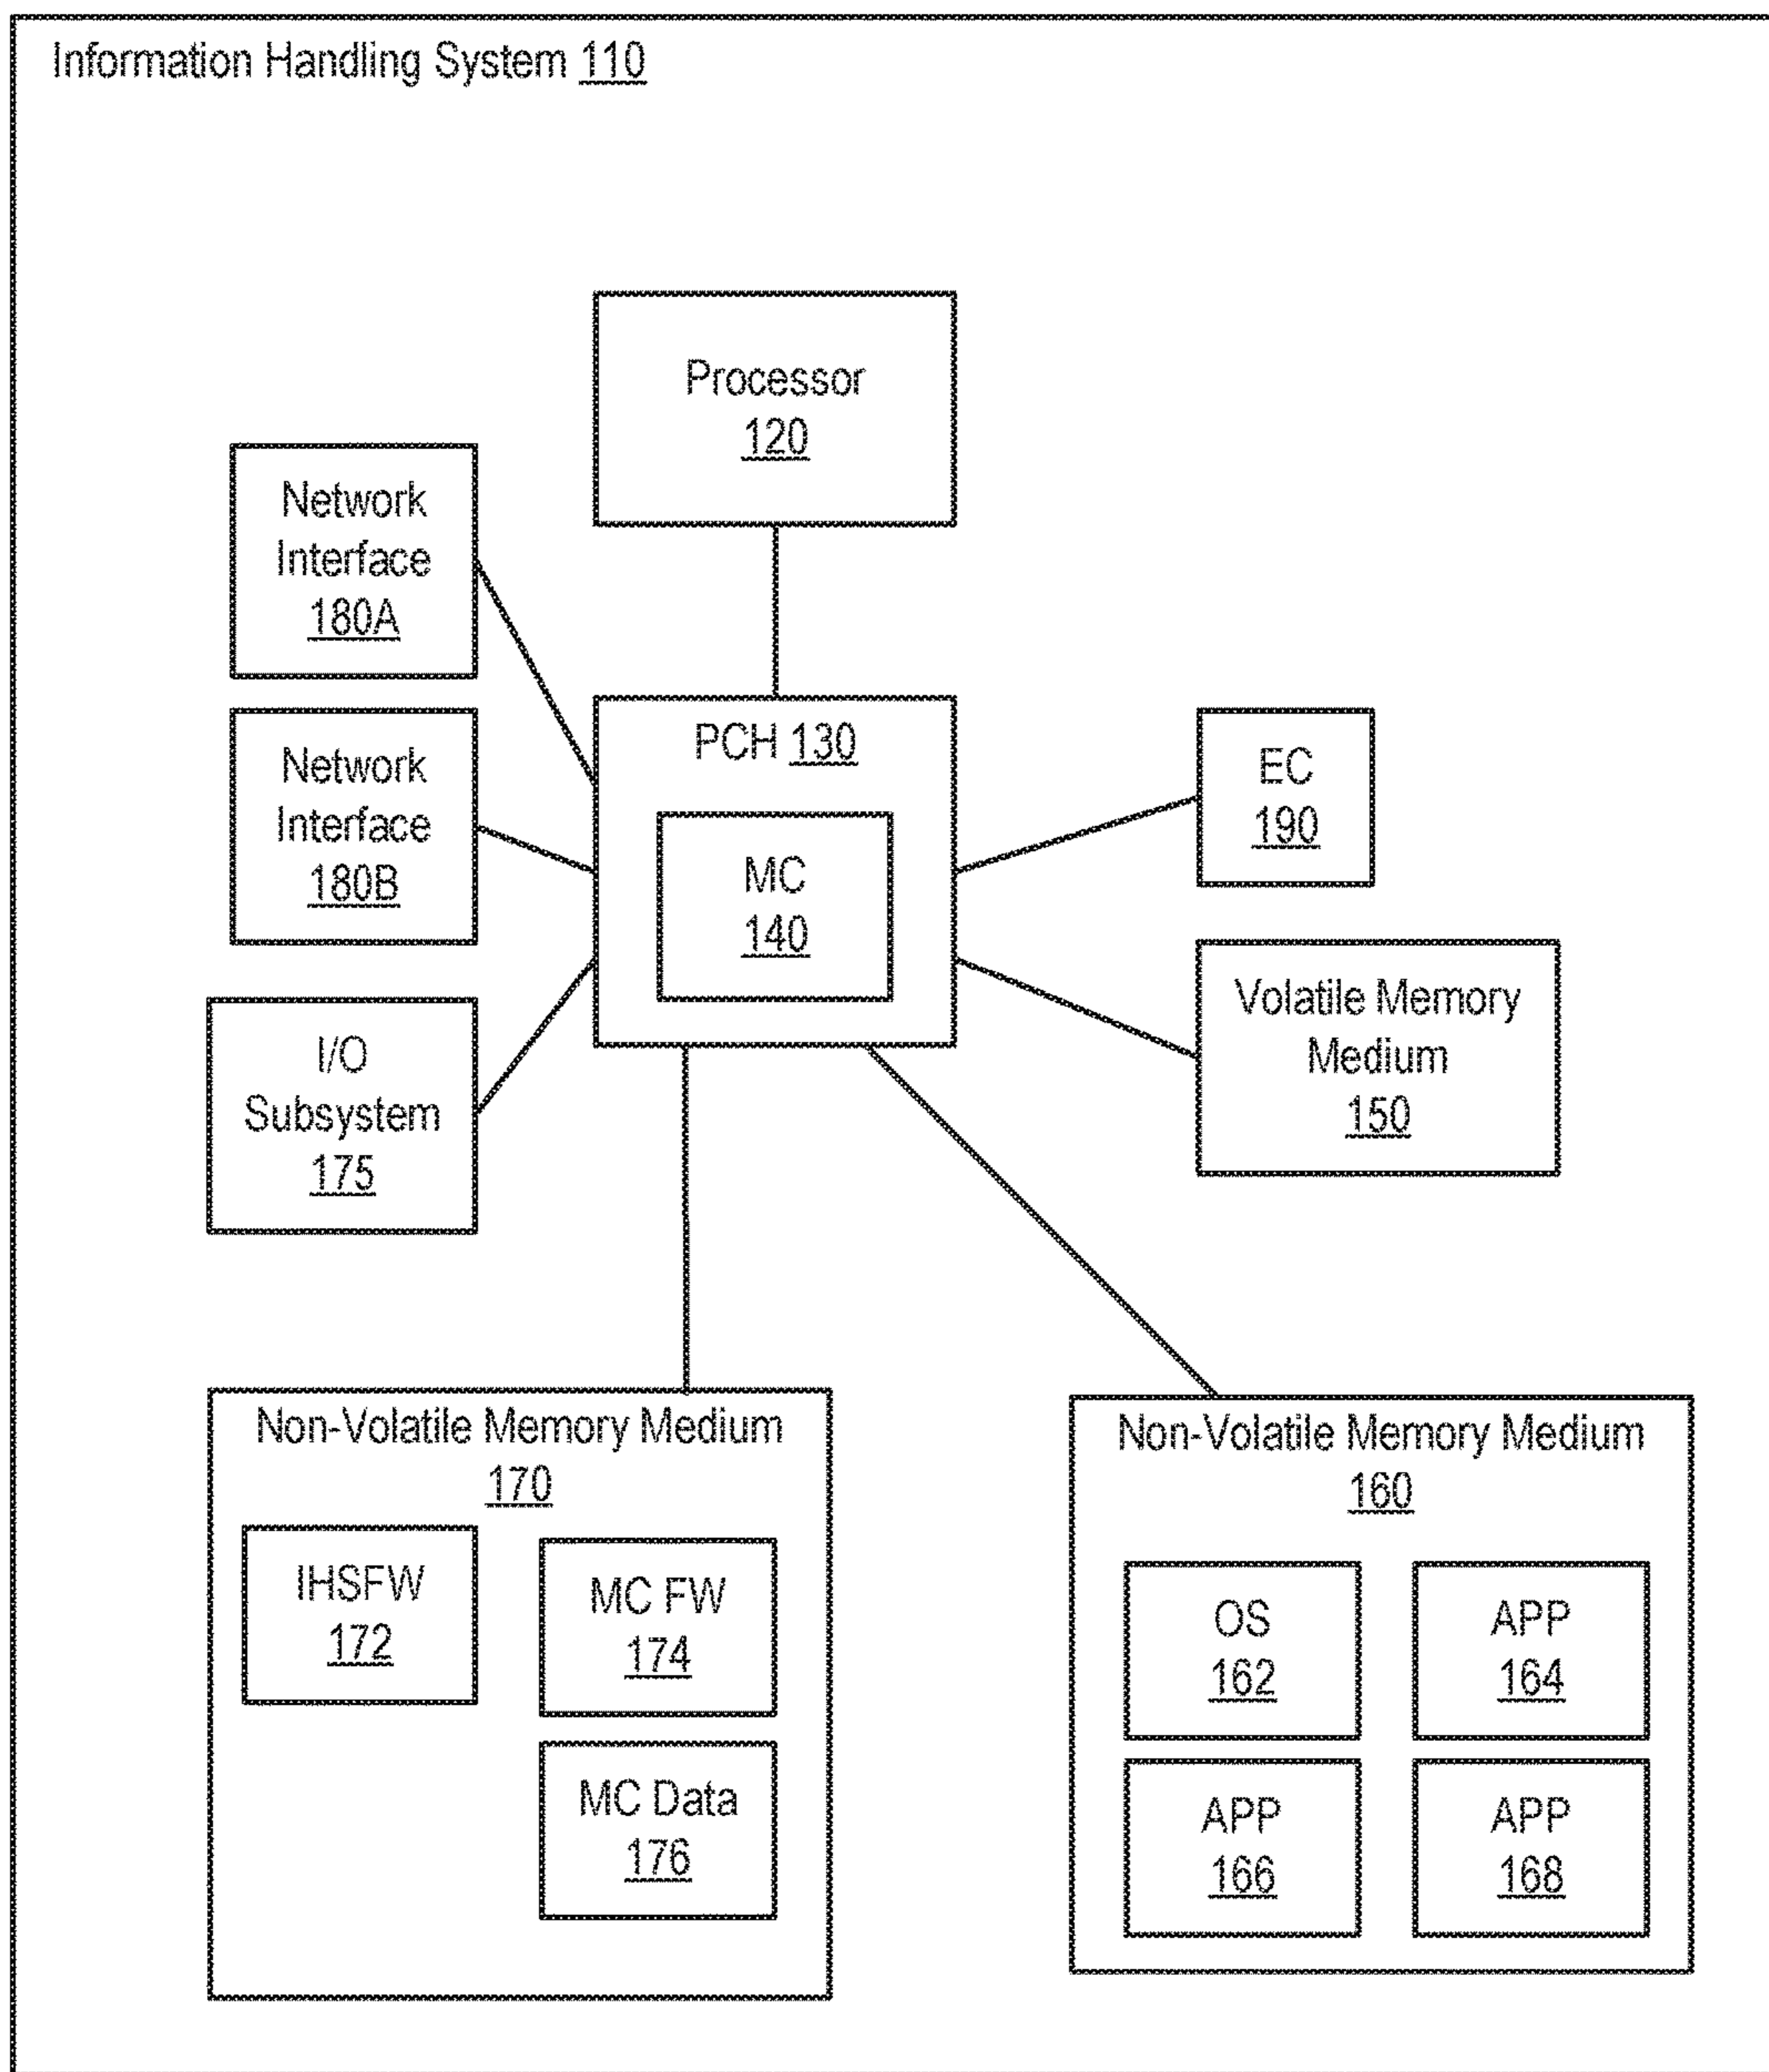 Information Handling System 110
Processor
120
Network
Interface
180A
Network
Interface
180B
I/O
Subsystem
175
PCH 130
MC
140
EC
190
Volatile Memory
Medium
150
Non-Volatile Memory Medium
170
IHSFW
172
MC FW
174
MC Data
176
Non-Volatile Memory Medium
160
OS
162
APP
164
APP
166
APP
168